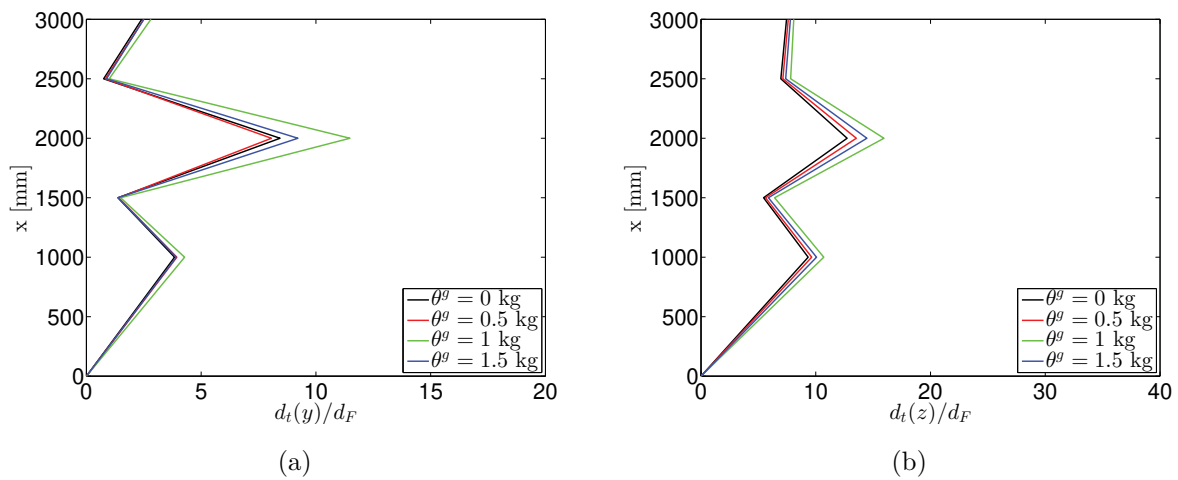 3000
2500
2000
1500
1000
500
0
x [mm]
0 5 10 15 20
d_t(y)/d_F
θ^g = 0 kg
θ^g = 0.5 kg
θ^g = 1 kg
θ^g = 1.5 kg
(a)
3000
2500
2000
1500
1000
500
0
x [mm]
0 10 20 30 40
d_t(z)/d_F
θ^g = 0 kg
θ^g = 0.5 kg
θ^g = 1 kg
θ^g = 1.5 kg
(b)